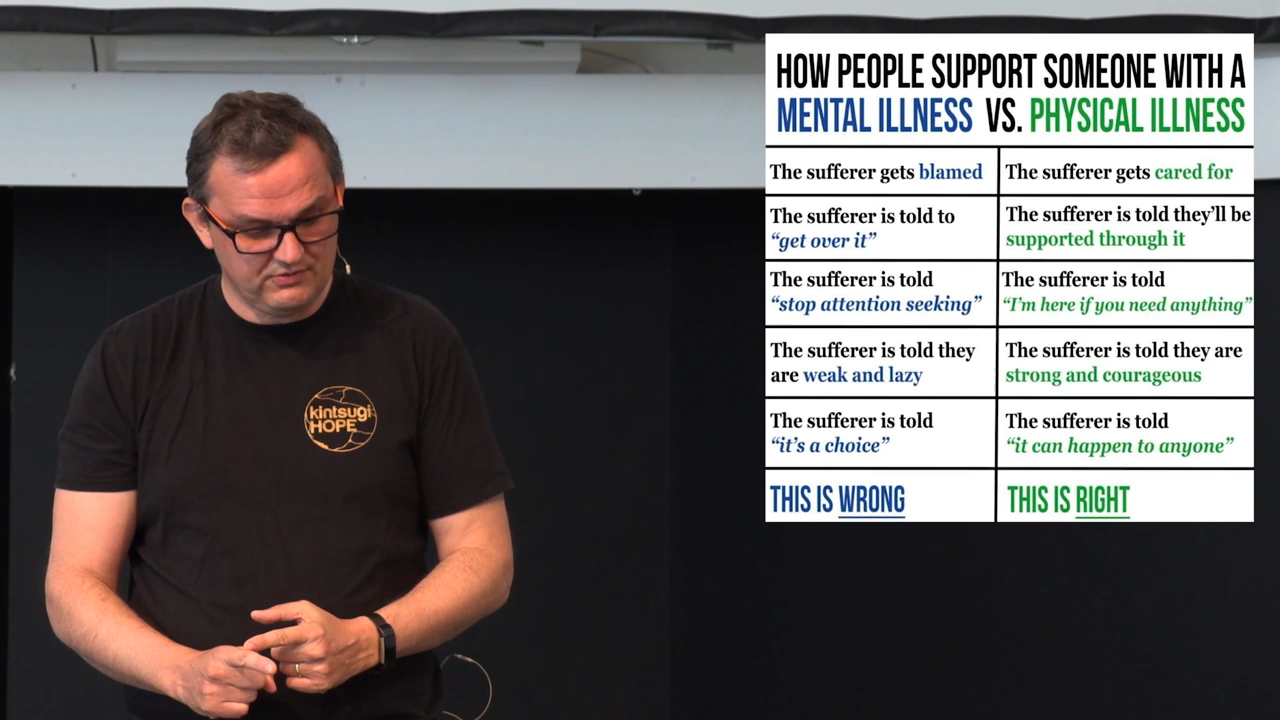 kintsugi
HOPE
HOW PEOPLE SUPPORT SOMEONE WITH A
MENTAL ILLNESS VS. PHYSICAL ILLNESS
The sufferer gets blamed
The sufferer gets cared for
The sufferer is told to
“get over it”
The sufferer is told they’ll be
supported through it
The sufferer is told
“stop attention seeking”
The sufferer is told
“I’m here if you need anything”
The sufferer is told they
are weak and lazy
The sufferer is told they are
strong and courageous
The sufferer is told
“it’s a choice”
The sufferer is told
“it can happen to anyone”
THIS IS WRONG
THIS IS RIGHT